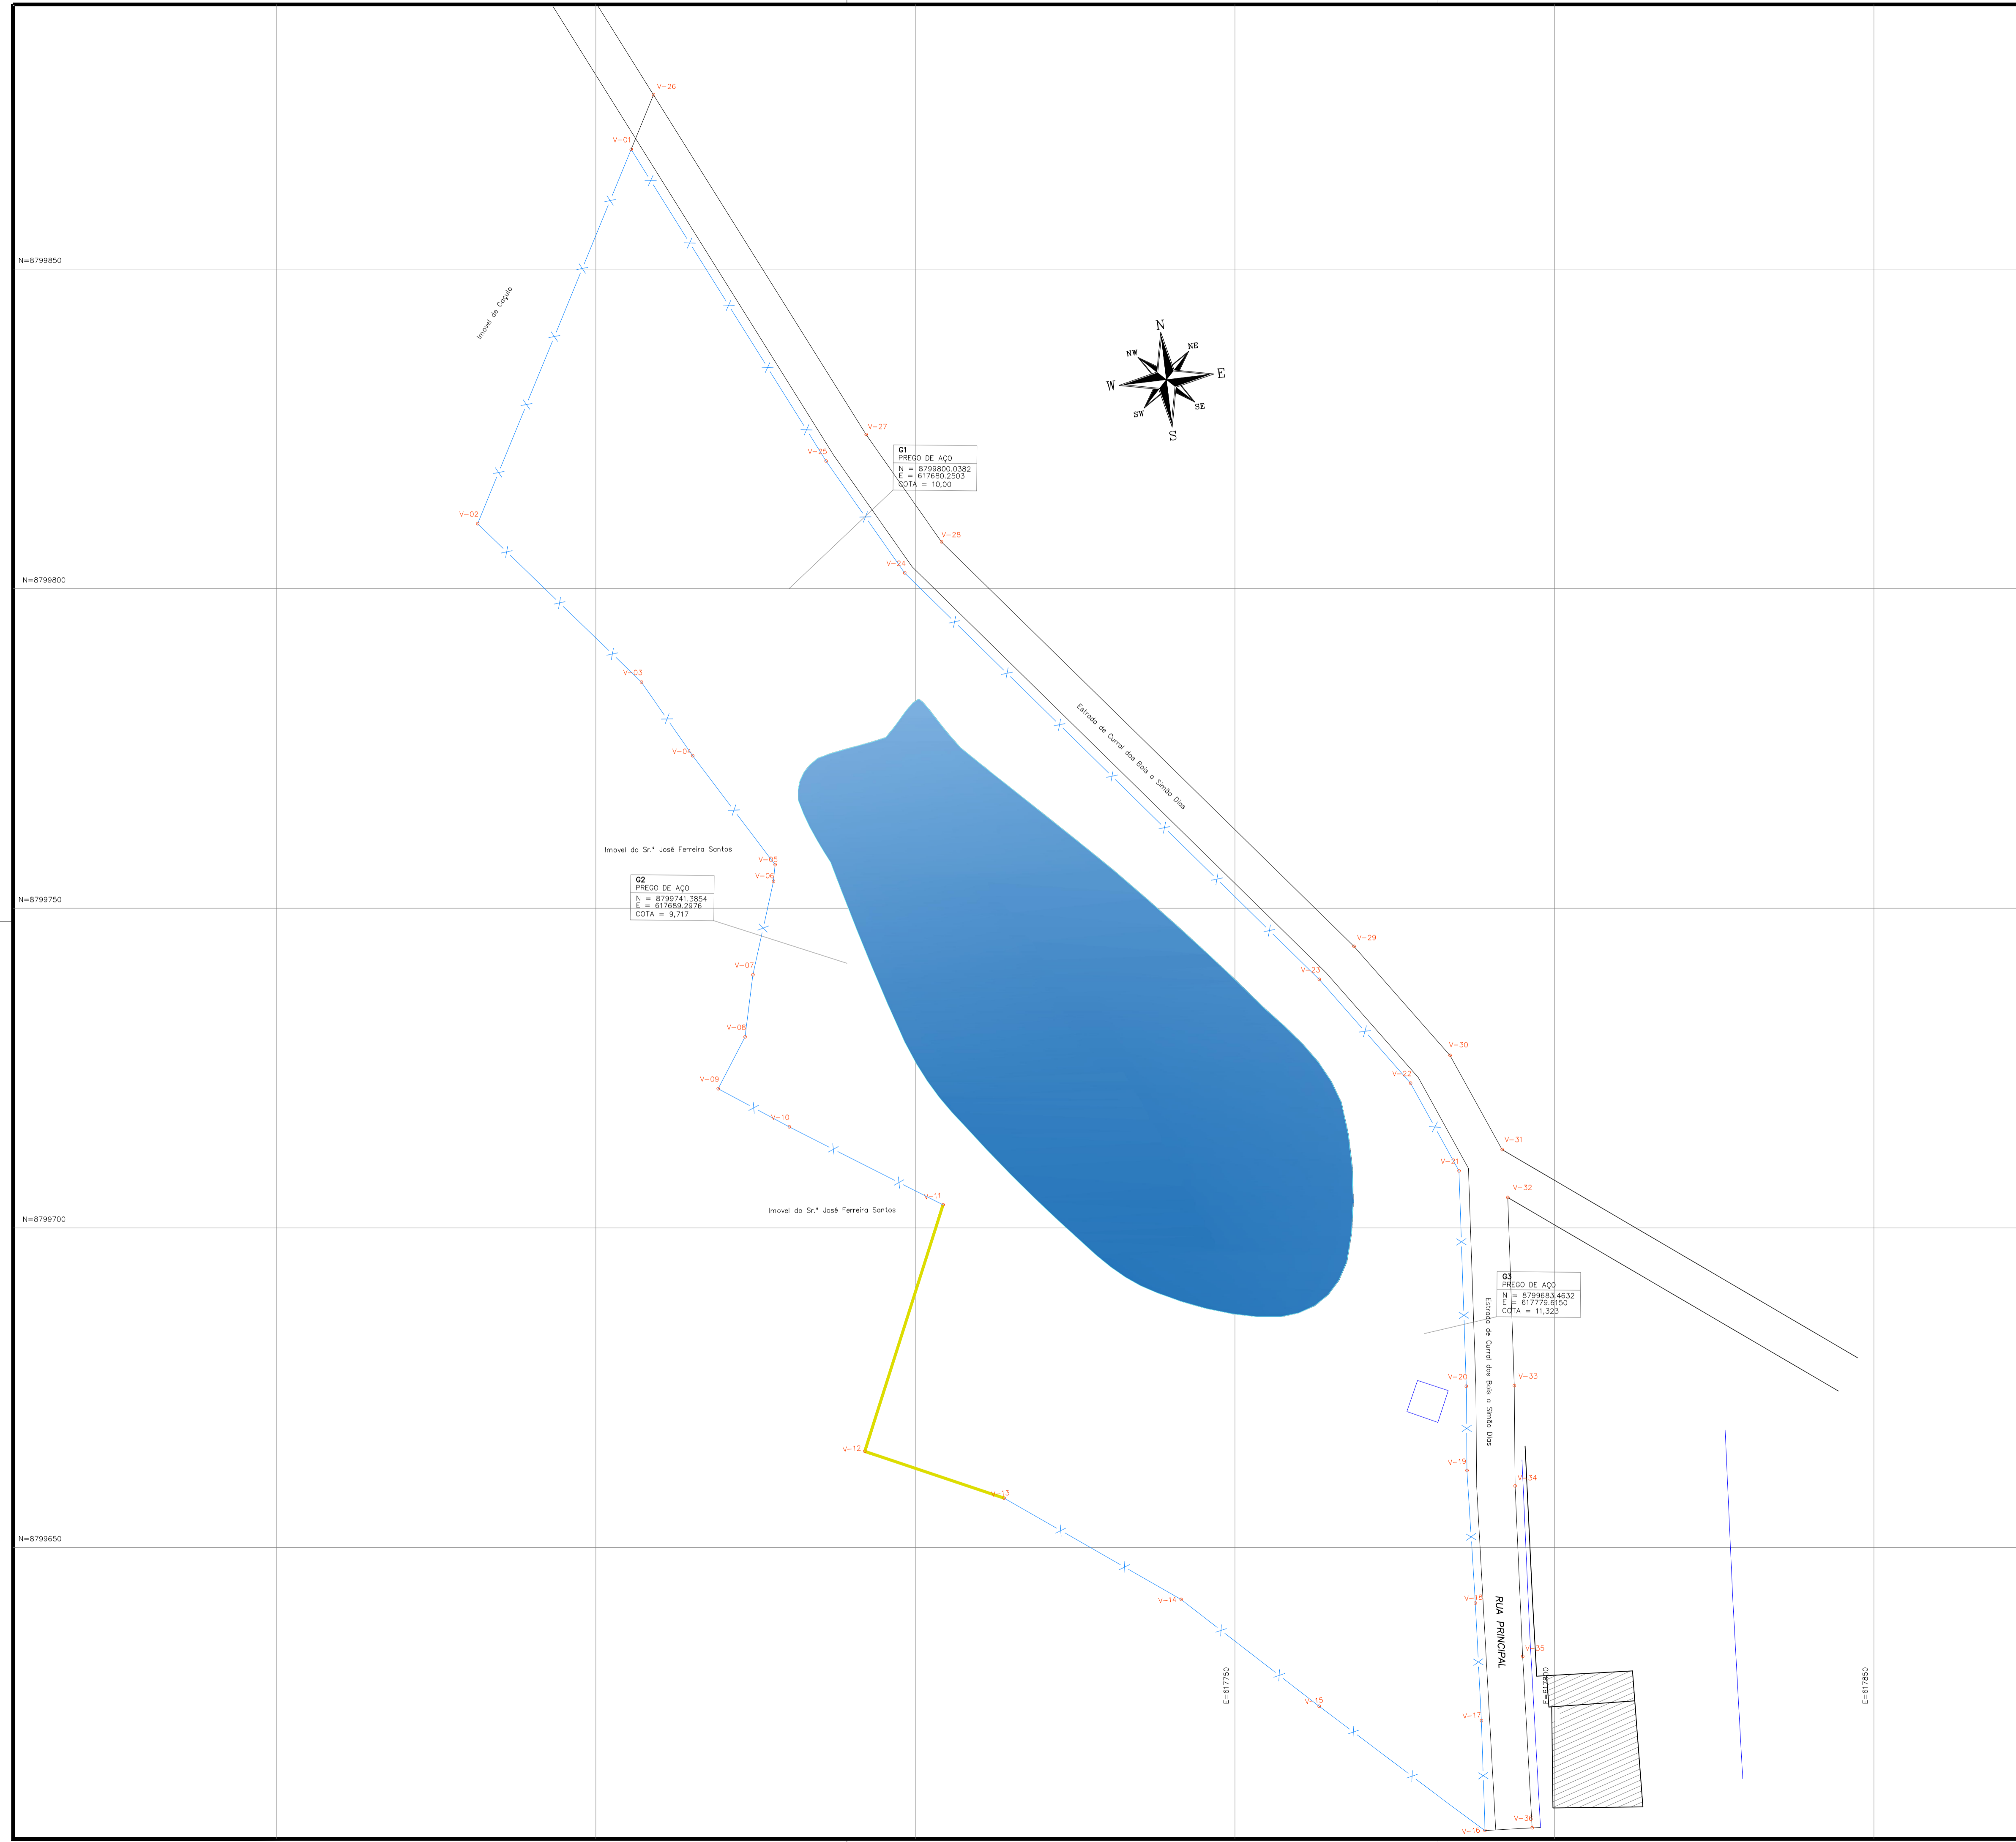 V-26
V-01
N=8799850
Imovel de Caçulo
N
NW
NE
W
E
SW
SE
S
V-27
V-25
G1
PREGO DE AÇO
N = 8799800.0382
E = 617680.2503
COTA = 10,00
V-02
V-28
V-24
N=8799800
V-03
Estrada de Curral dos Bois a Simão Dias
V-04
Imovel do Sr.ª José Ferreira Santos
V-05
V-06
G2
PREGO DE AÇO
N = 8799741.3854
E = 617689.2976
COTA = 9,717
N=8799750
V-29
V-07
V-23
V-08
V-30
V-09
V-22
V-10
V-31
V-21
V-11
V-32
Imovel do Sr.ª José Ferreira Santos
N=8799700
G3
PREGO DE AÇO
N = 8799683.4632
E = 617779.6150
COTA = 11,323
Estrada de Curral dos Bois a Simão Dias
V-20
V-33
V-12
V-19
V-34
V-13
N=8799650
V-14
V-18
RUA PRINCIPAL
V-35
E=617750
E=617800
E=617850
V-15
V-17
V-16
V-36